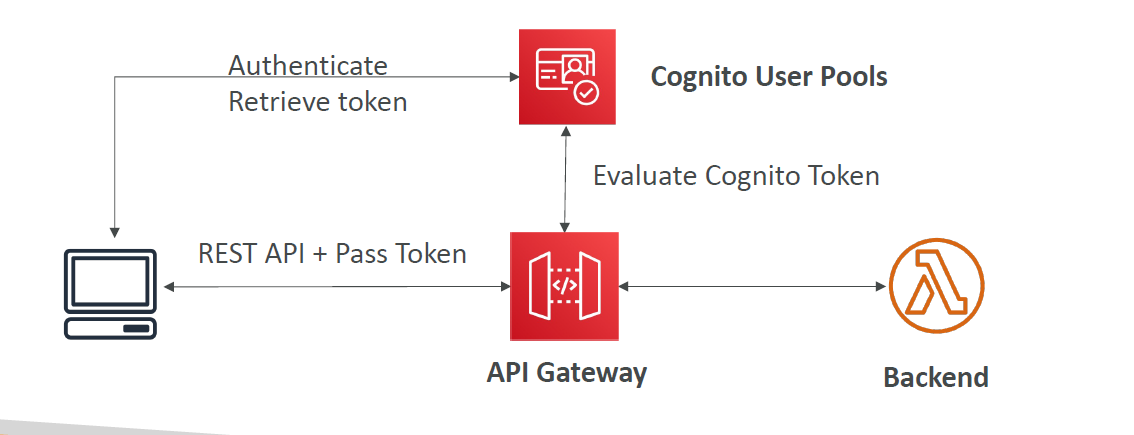 Authenticate
Retrieve token
Cognito User Pools
Evaluate Cognito Token
REST API + Pass Token
</>
API Gateway
Backend